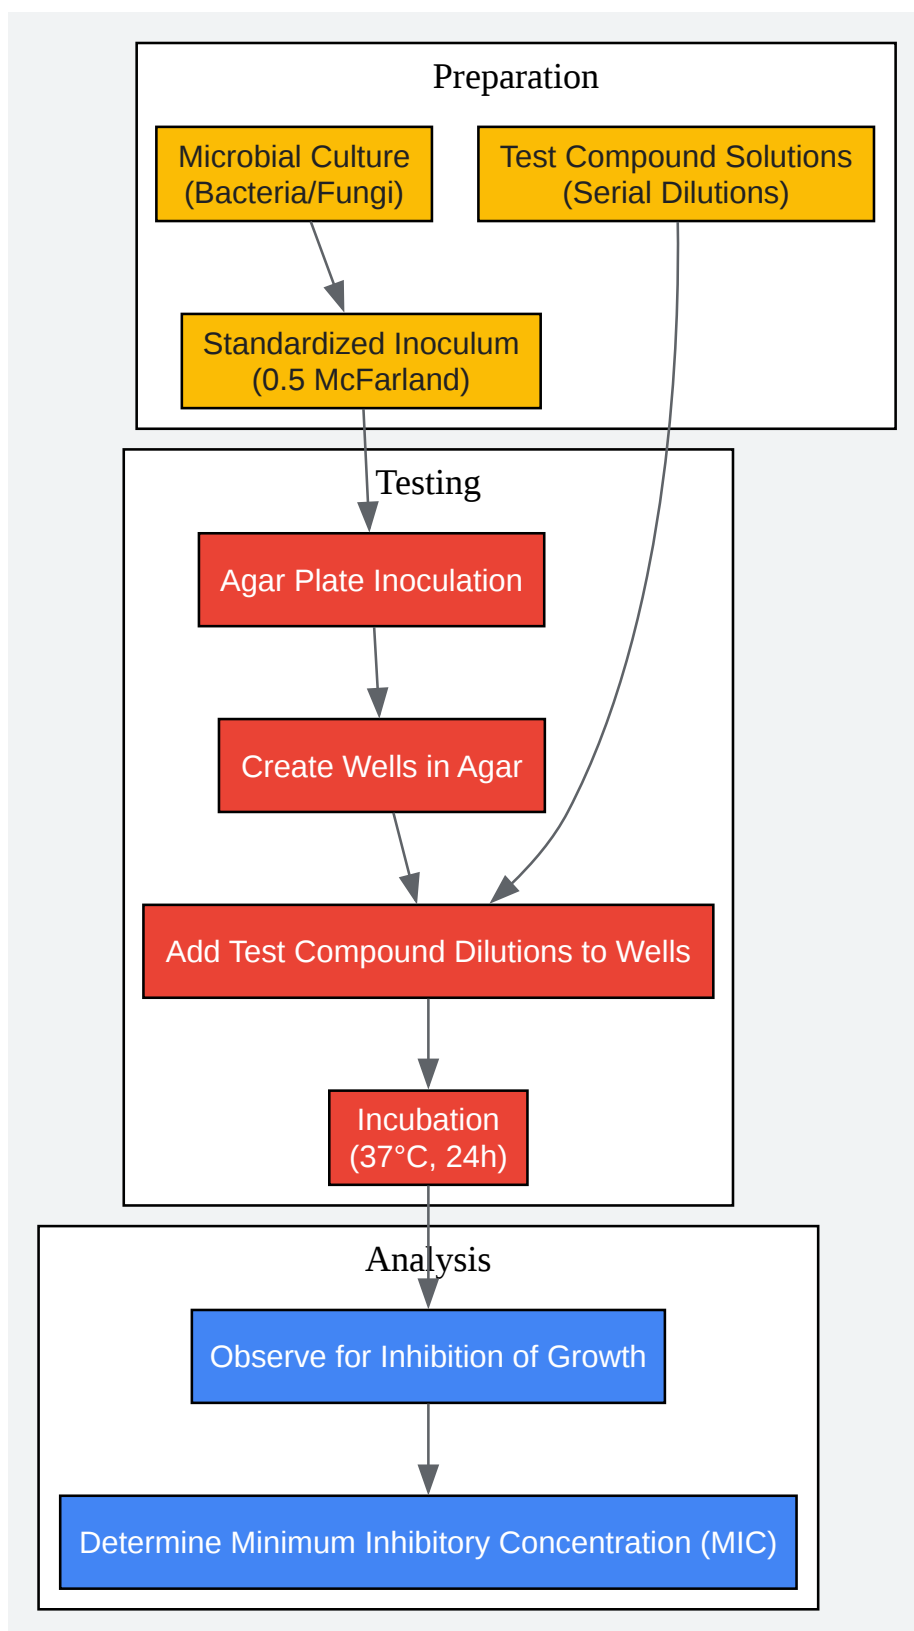 Preparation
Microbial Culture
(Bacteria/Fungi)
Test Compound Solutions
(Serial Dilutions)
Standardized Inoculum
(0.5 McFarland)
Testing
Agar Plate Inoculation
Create Wells in Agar
Add Test Compound Dilutions to Wells
Incubation
(37°C, 24h)
Analysis
Observe for Inhibition of Growth
Determine Minimum Inhibitory Concentration (MIC)